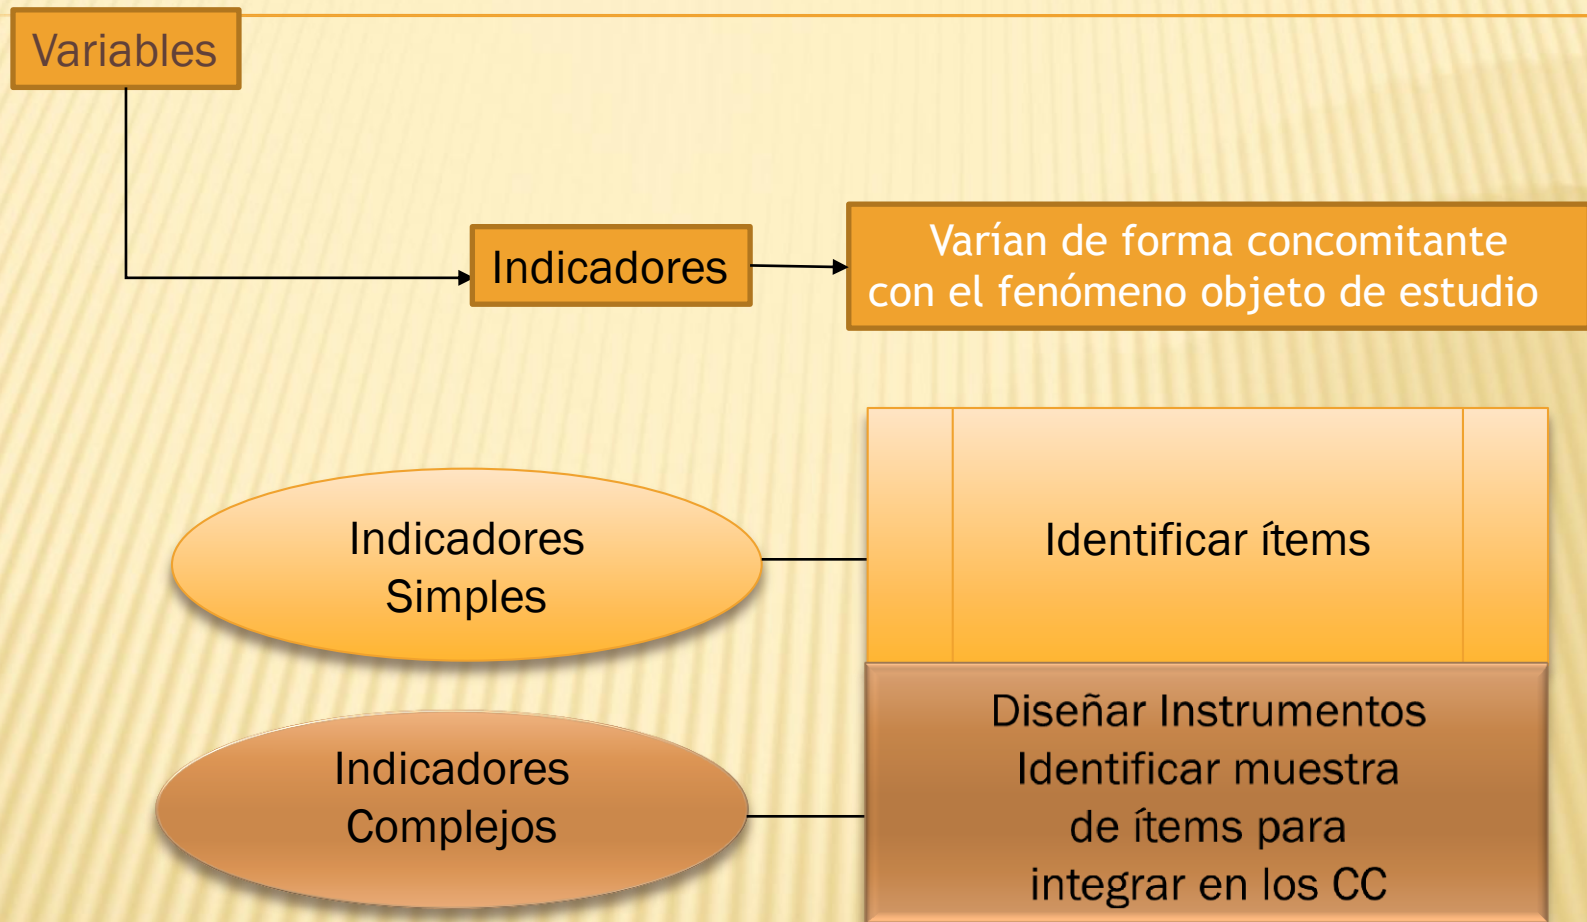 Variables
Indicadores
Varían de forma concomitante
con el fenómeno objeto de estudio
Indicadores
Simples
Identificar ítems
Indicadores
Complejos
Diseñar Instrumentos
Identificar muestra
de ítems para
integrar en los CC